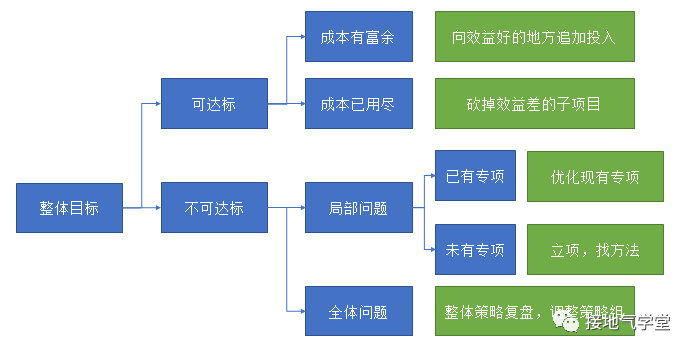 成本有富余
向效益好的地方追加投入
可达标
成本已用尽
砍掉效益差的子项目
已有专项
优化现有专项
整体目标
不可达标
局部问题
未有专项
立项，找方法
全体问题
整体策略复盘，调整策略组
接地气学堂